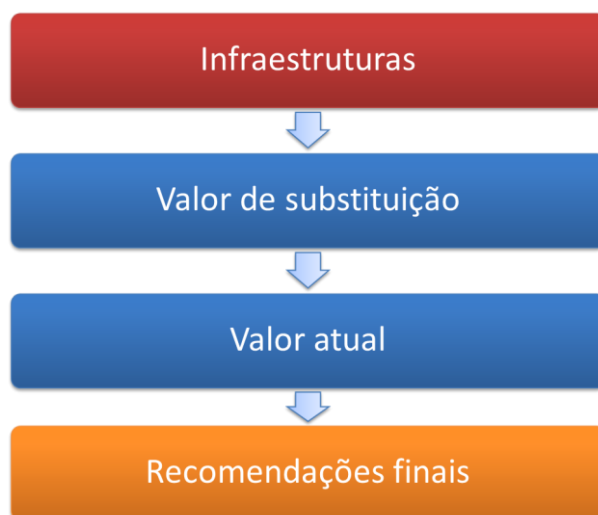 Infraestruturas
Valor de substituição
Valor atual
Recomendações finais